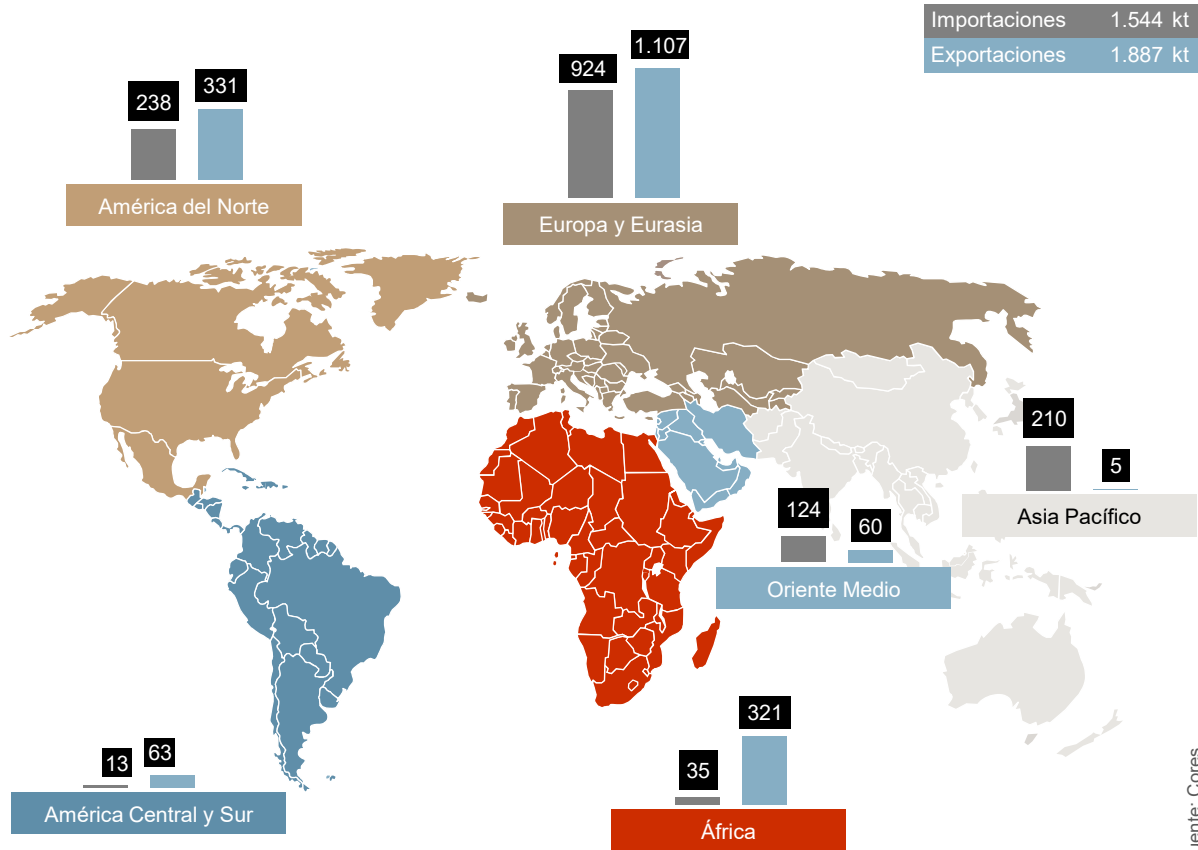 Importaciones 1.544 kt
Exportaciones 1.887 kt
238 331
América del Norte
924 1.107
Europa y Eurasia
210 5
Asia Pacífico
124 60
Oriente Medio
13 63
América Central y Sur
35 321
África
Cores